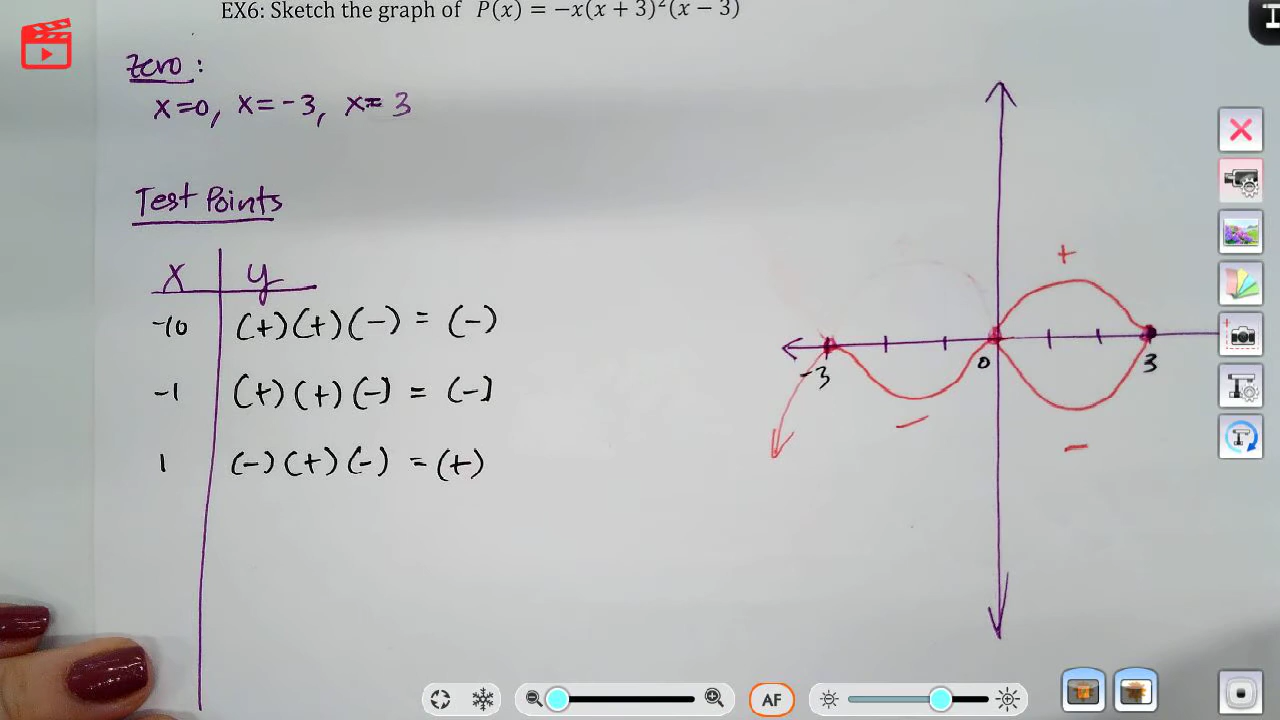 EX6: Sketch the graph of P(x) = −x(x + 3)²(x − 3)
Zero :
x=0, x=-3, x= 3
Test Points
x y
-10 (+)(+)(-) = (-)
-1 (+)(+)(-) = (-)
1 (-)(+)(-) = (+)
+
-3 0 3
− −
AF